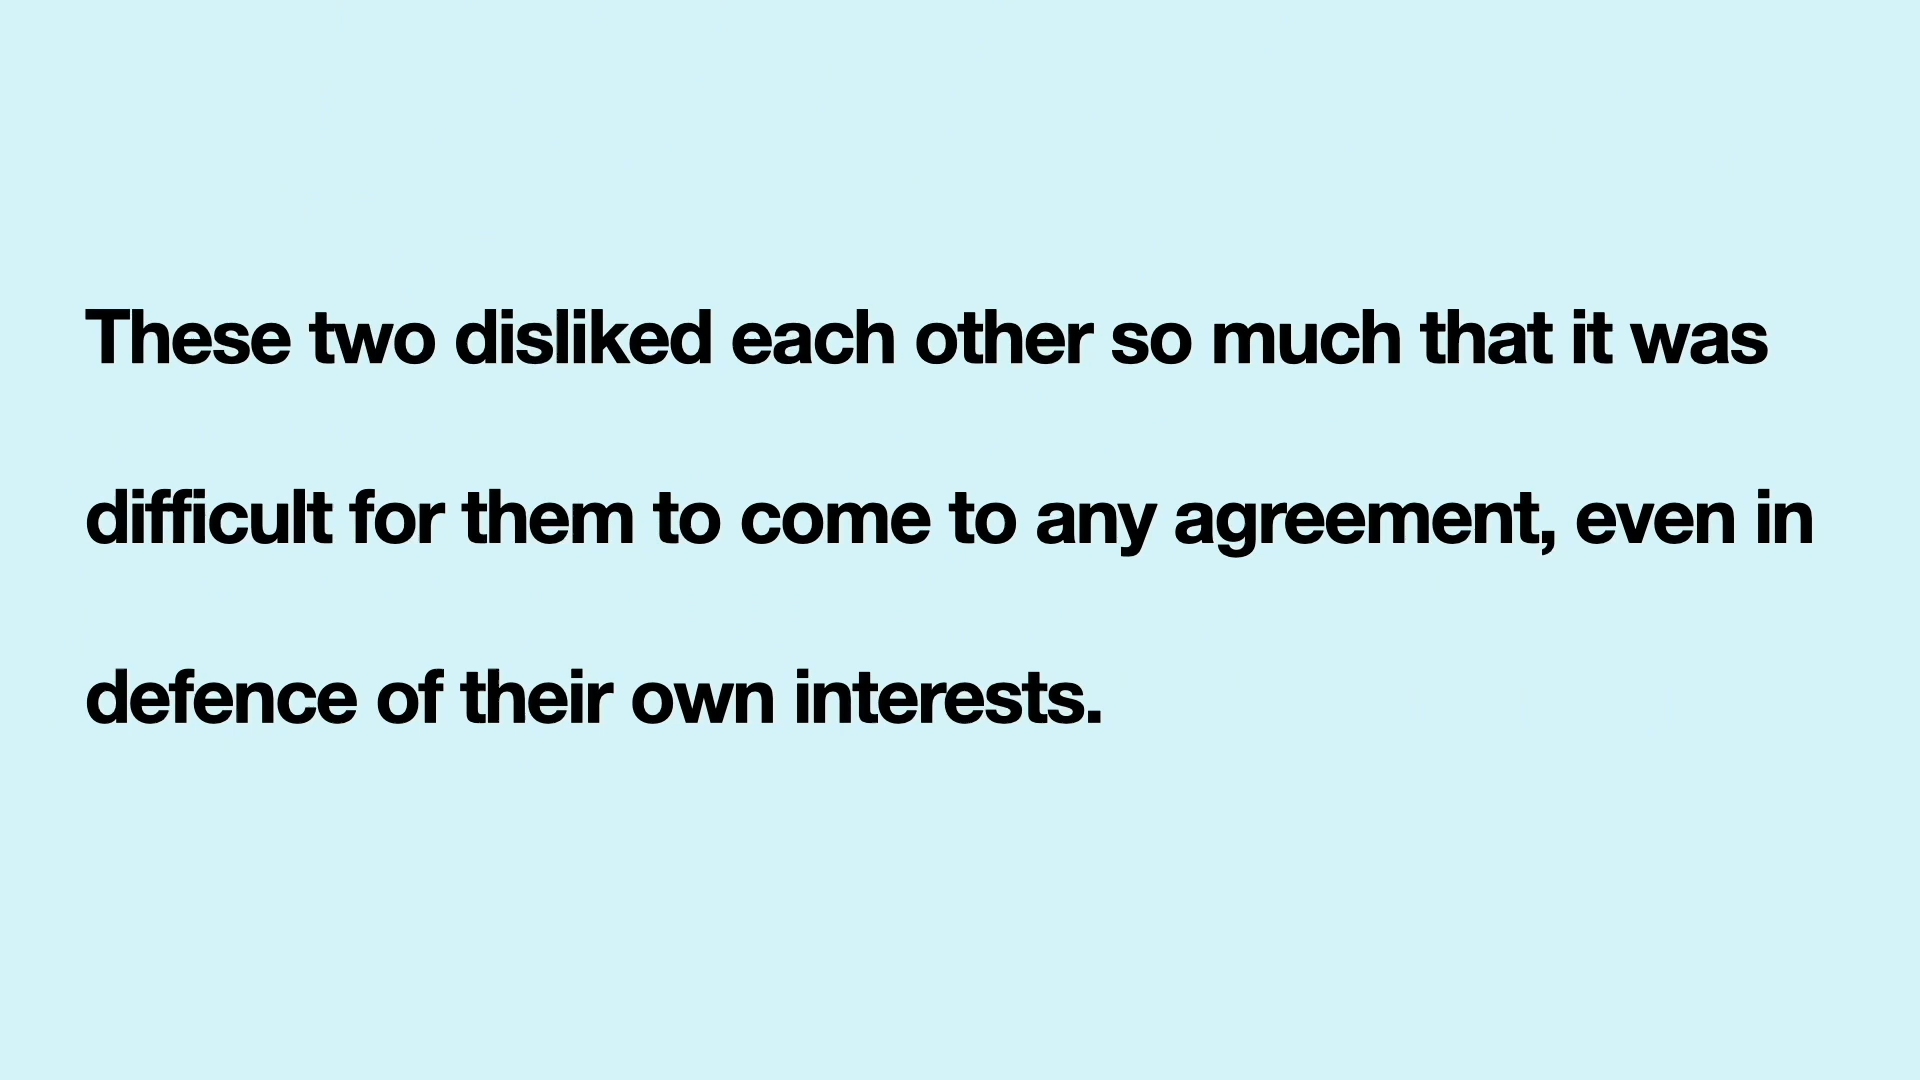 These two disliked each other so much that it was
difficult for them to come to any agreement, even in
defence of their own interests.